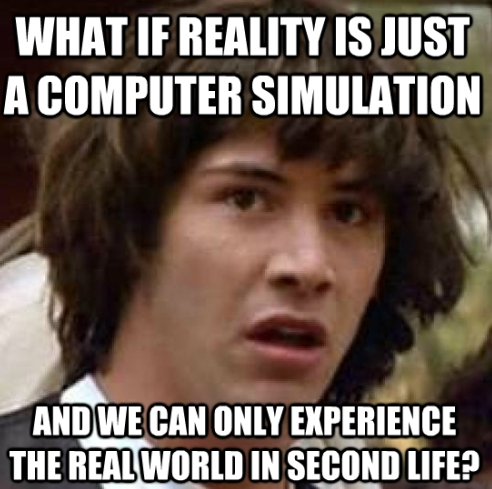 WHAT IF REALITY IS JUST
A COMPUTER SIMULATION
AND WE CAN ONLY EXPERIENCE
THE REAL WORLD IN SECOND LIFE?